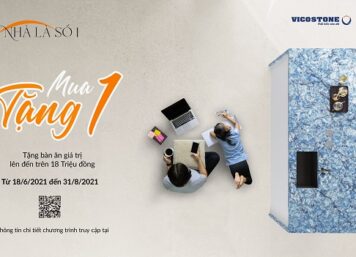 NHÀ LÀ SỐ 1
VICOSTONE
Mua
Tặng 1
Tặng bàn ăn giá trị
lên đến trên 18 Triệu đồng
Từ 18/6/2021 đến 31/8/2021
thông tin chi tiết chương trình truy cập tại